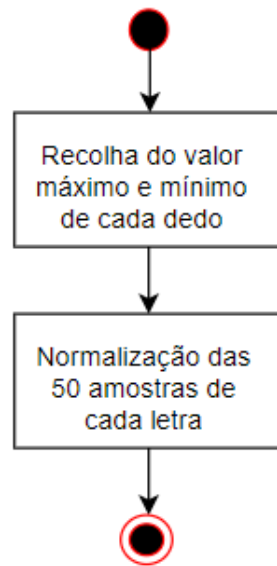 Recolha do valor
máximo e mínimo
de cada dedo
Normalização das
50 amostras de
cada letra